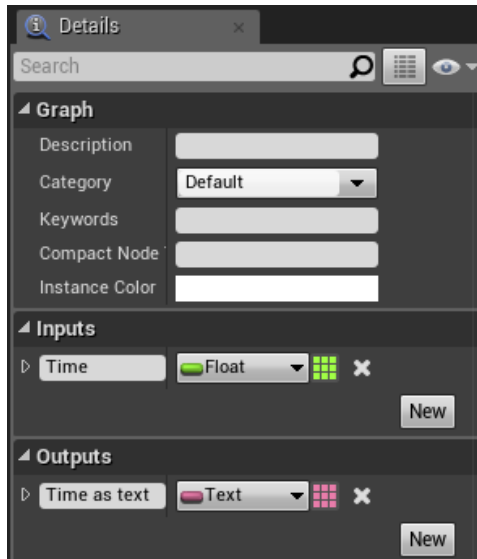 Details
Search
Graph
Description
Category Default
Keywords
Compact Node
Instance Color
Inputs
Time Float
New
Outputs
Time as text Text
New